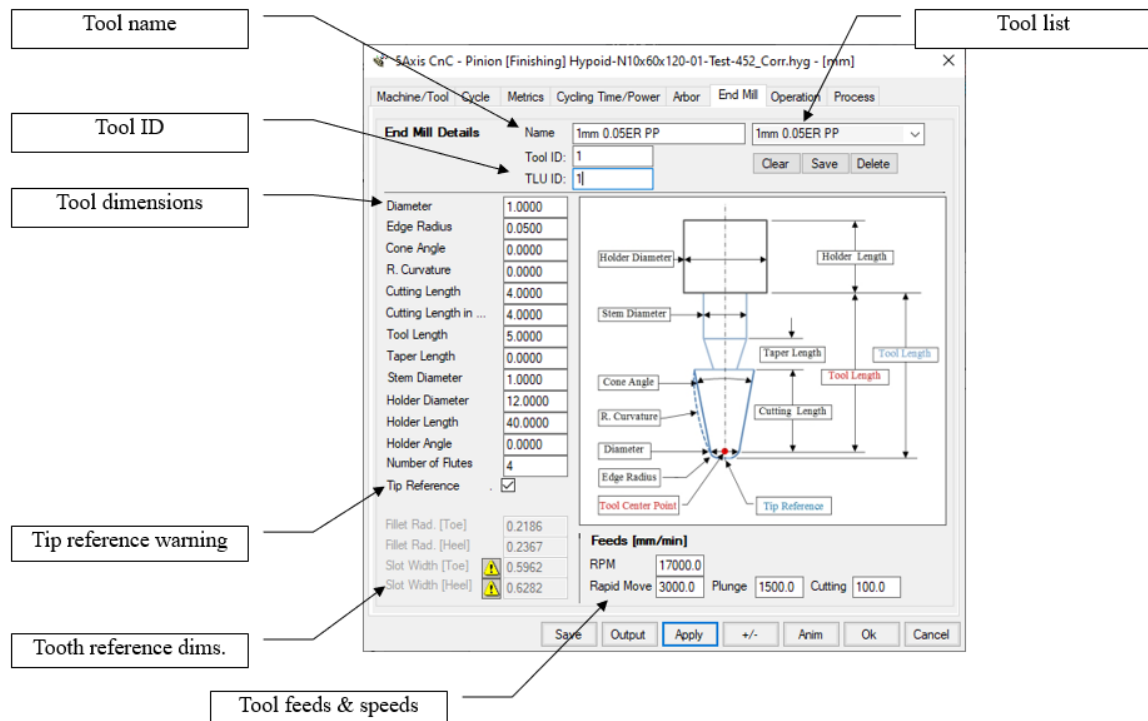 Tool name
Tool list
5Axis CnC - Pinion [Finishing] Hypoid-N10x60x120-01-Test-452_Corr.hyg - [mm]
Machine/Tool Cycle Metrics Cycling Time/Power Arbor End Mill Operation Process
Tool ID
End Mill Details
Name 1mm 0.05ER PP 1mm 0.05ER PP
Tool ID: 1
Clear Save Delete
TLU ID: 1
Tool dimensions
Diameter 1.0000
Edge Radius 0.0500
Cone Angle 0.0000
R. Curvature 0.0000
Cutting Length 4.0000
Cutting Length in ... 4.0000
Tool Length 5.0000
Taper Length 0.0000
Stem Diameter 1.0000
Holder Diameter 12.0000
Holder Length 40.0000
Holder Angle 0.0000
Number of Flutes 4
Tip Reference .
Holder Diameter
Holder Length
Stem Diameter
Taper Length
Tool Length
Tool Length
Cone Angle
R. Curvature
Cutting Length
Diameter
Edge Radius
Tool Center Point
Tip Reference
Tip reference warning
Fillet Rad. [Toe] 0.2186
Fillet Rad. [Heel] 0.2367
Slot Width [Toe] 0.5962
Slot Width [Heel] 0.6282
Feeds [mm/min]
RPM 17000.0
Rapid Move 3000.0 Plunge 1500.0 Cutting 100.0
Tooth reference dims.
Save Output Apply +/- Anim Ok Cancel
Tool feeds & speeds